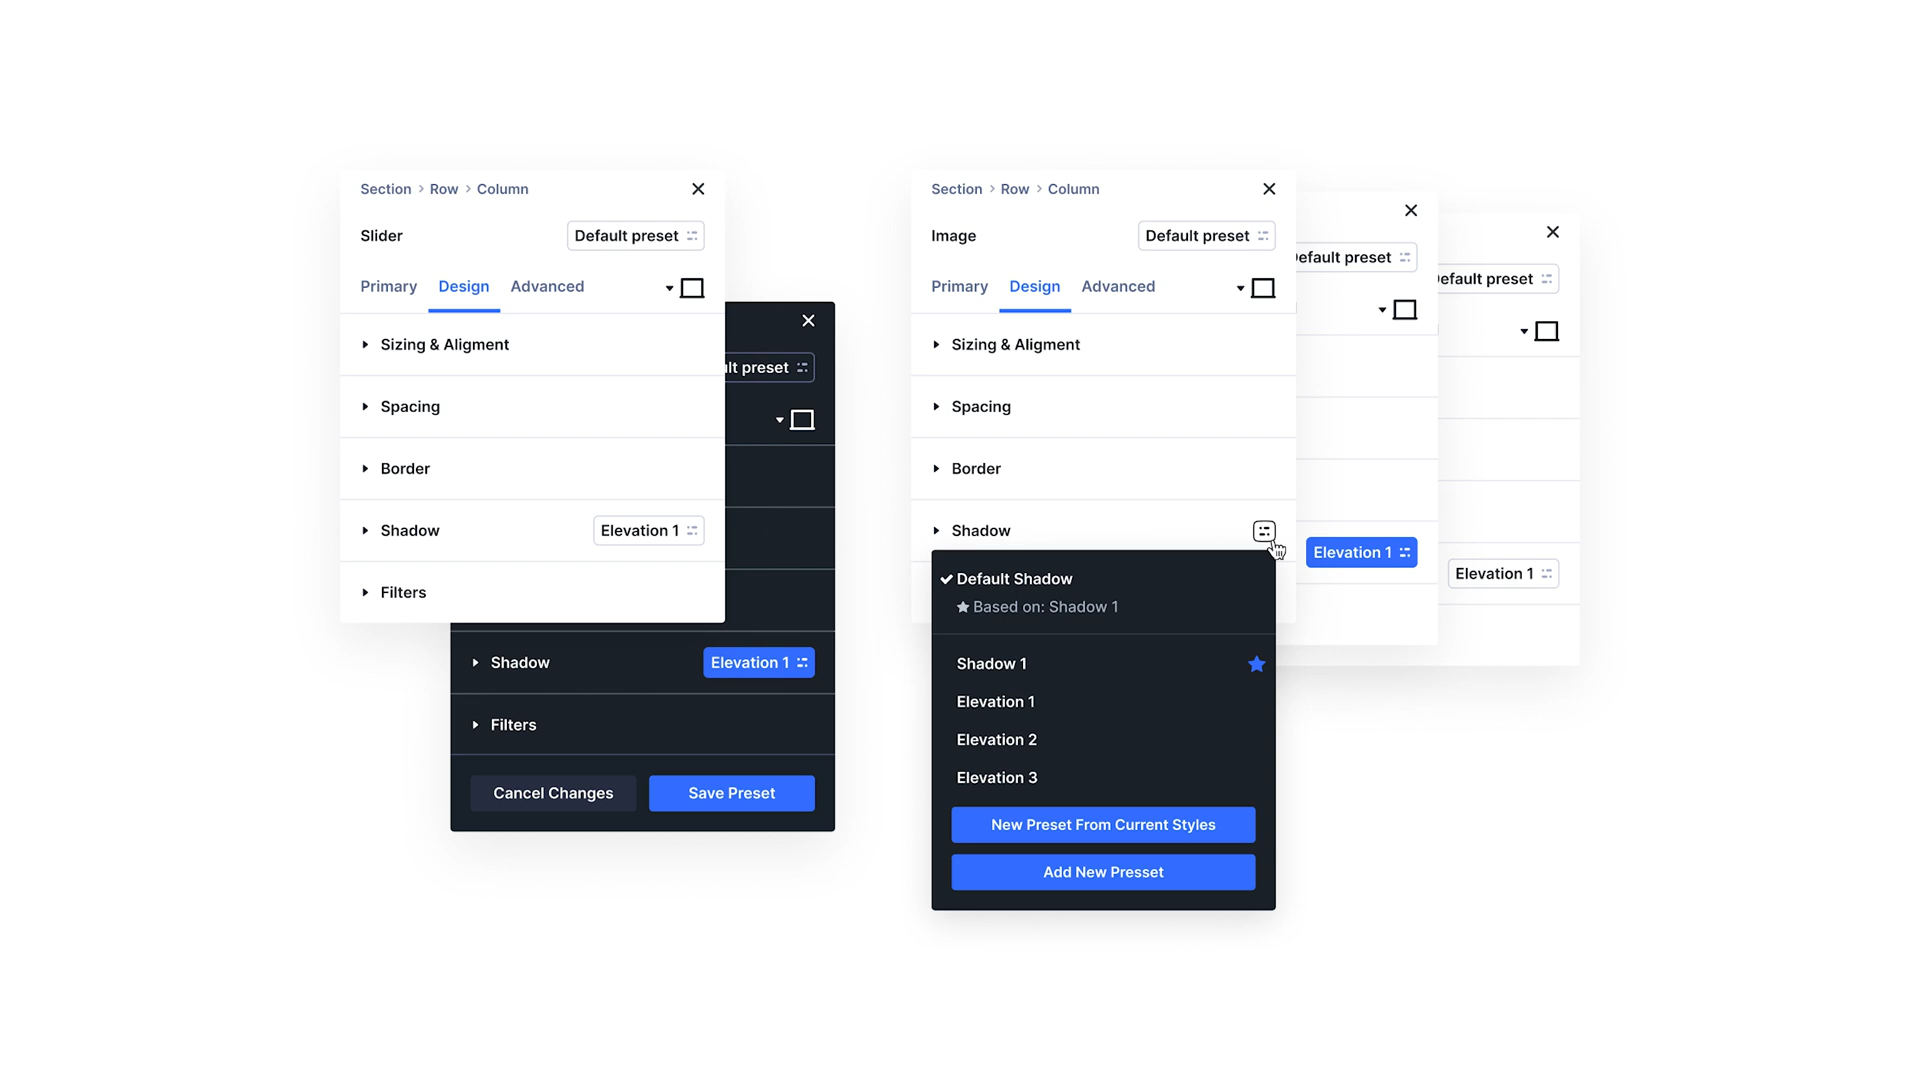 Section > Row > Column
Slider
Default preset
Primary
Design
Advanced
Sizing & Aligment
Spacing
Border
Shadow
Elevation 1
Filters
preset
Shadow
Elevation 1
Filters
Cancel Changes
Save Preset
Section > Row > Column
Image
Default preset
Primary
Design
Advanced
Sizing & Aligment
Spacing
Border
Shadow
Default Shadow
Based on: Shadow 1
Shadow 1
Elevation 1
Elevation 2
Elevation 3
New Preset From Current Styles
Add New Presset
efault preset
Elevation 1
efault preset
Elevation 1